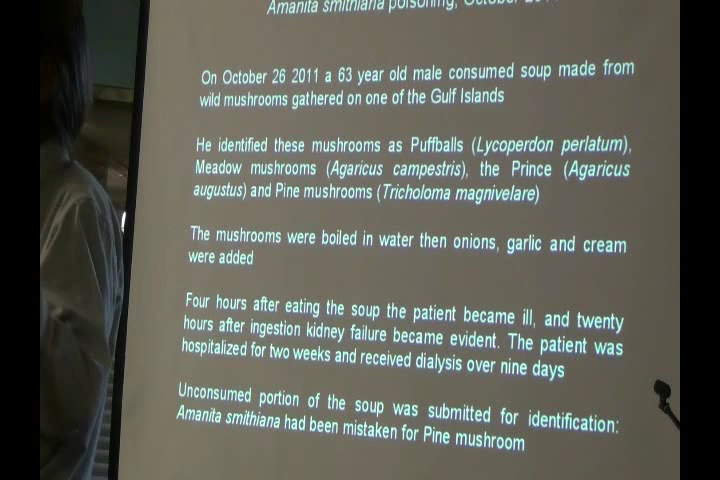 Amanita smithiana poisoning, October
On October 26 2011 a 63 year old male consumed soup made from
wild mushrooms gathered on one of the Gulf Islands
He identified these mushrooms as Puffballs (Lycoperdon perlatum),
Meadow mushrooms (Agaricus campestris), the Prince (Agaricus
augustus) and Pine mushrooms (Tricholoma magnivelare)
The mushrooms were boiled in water then onions, garlic and cream
were added
Four hours after eating the soup the patient became ill, and twenty
hours after ingestion kidney failure became evident. The patient was
hospitalized for two weeks and received dialysis over nine days
Unconsumed portion of the soup was submitted for identification:
Amanita smithiana had been mistaken for Pine mushroom